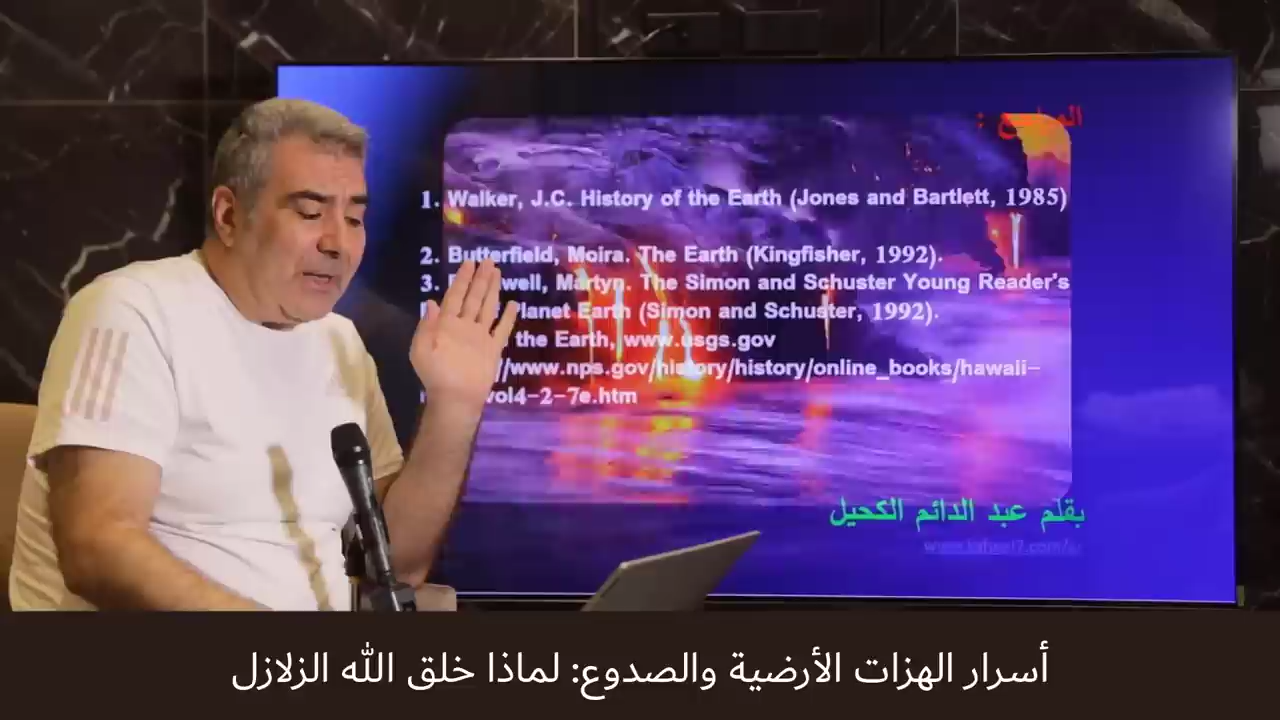 المراجع :
1. Walker, J.C. History of the Earth (Jones and Bartlett, 1985)
2. Butterfield, Moira. The Earth (Kingfisher, 1992).
3. well, Martyn. The Simon and Schuster Young Reader's
Planet Earth (Simon and Schuster, 1992).
the Earth, www.usgs.gov
//www.nps.gov/history/history/online_books/hawaii-
vol4-2-7e.htm
بقلم عبد الدائم الكحيل
أسرار الهزات الأرضية والصدوع: لماذا خلق الله الزلازل